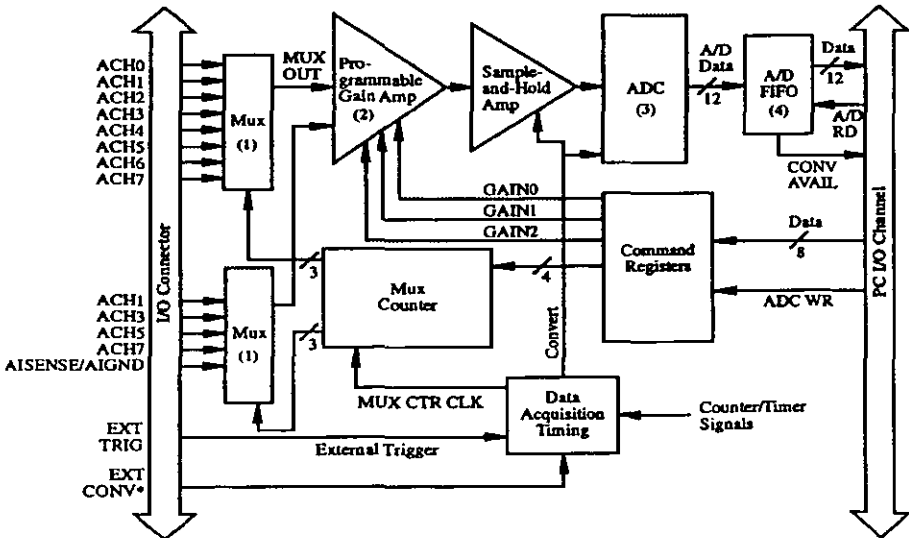 ACH0
ACH1
ACH2
ACH3
ACH4
ACH5
ACH6
ACH7
I/O Connector
Mux
(1)
MUX
OUT
Pro-
grammable
Gain Amp
(2)
Sample-
and-Hold
Amp
ADC
(3)
A/D
Data
12
A/D
FIFO
(4)
Data
12
A/D
RD
CONV
AVAIL
PC I/O Channel
GAIN0
GAIN1
GAIN2
Command
Registers
Data
8
ADC WR
Mux
Counter
3
4
3
ACH1
ACH3
ACH5
ACH7
AISENSE/AIGND
Mux
(1)
Convert
MUX CTR CLK
Data
Acquisition
Timing
Counter/Timer
Signals
EXT
TRIG
External Trigger
EXT
CONV*